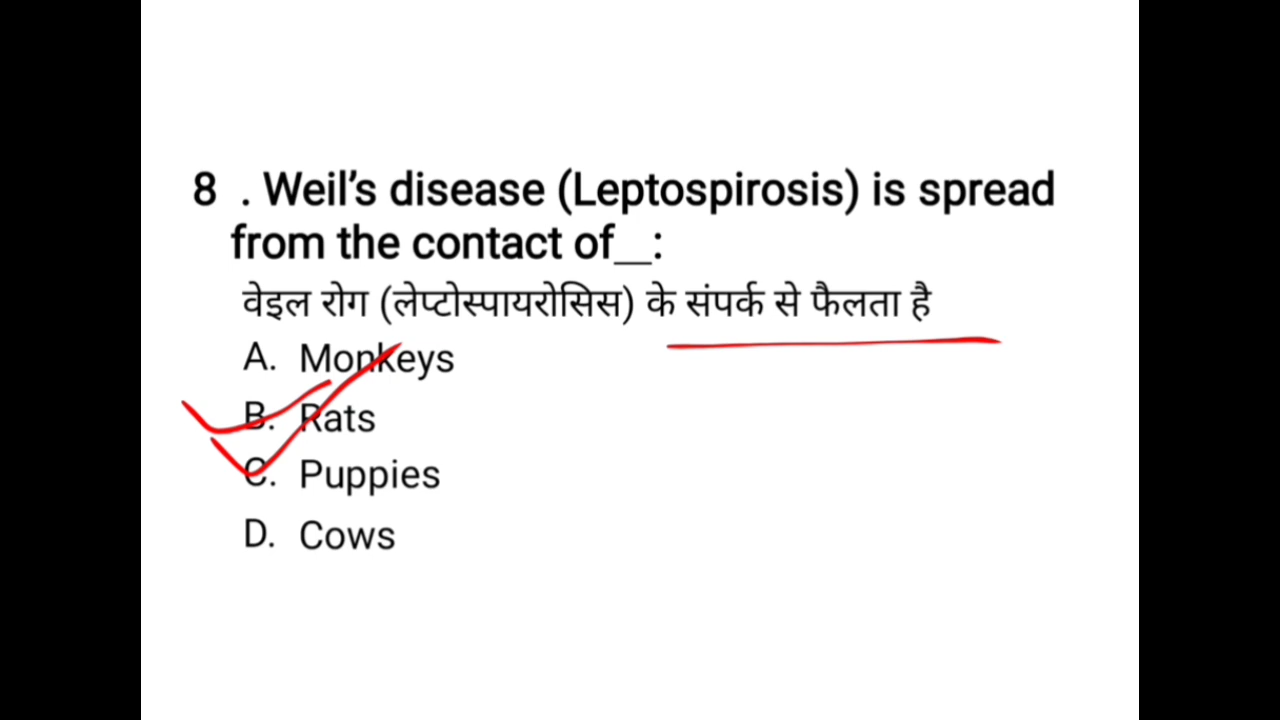 8 . Weil’s disease (Leptospirosis) is spread
from the contact of__:
वेइल रोग (लेप्टोस्पायरोसिस) के संपर्क से फैलता है
A. Monkeys
B. Rats
C. Puppies
D. Cows